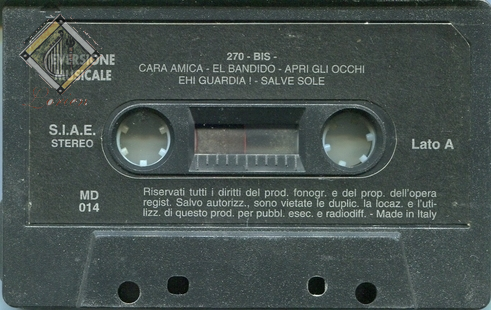 EVERSIONE
MUSICALE
270 - BIS -
CARA AMICA - EL BANDIDO - APRI GLI OCCHI
EHI GUARDIA ! - SALVE SOLE
S.I.A.E.
STEREO
Lato A
MD
014
Riservati tutti i diritti del prod. fonogr. e del prop. dell'opera
regist. Salvo autorizz., sono vietate le duplic. la locaz. e l'uti-
lizz. di questo prod. per pubbl. esec. e radiodiff. - Made in Italy